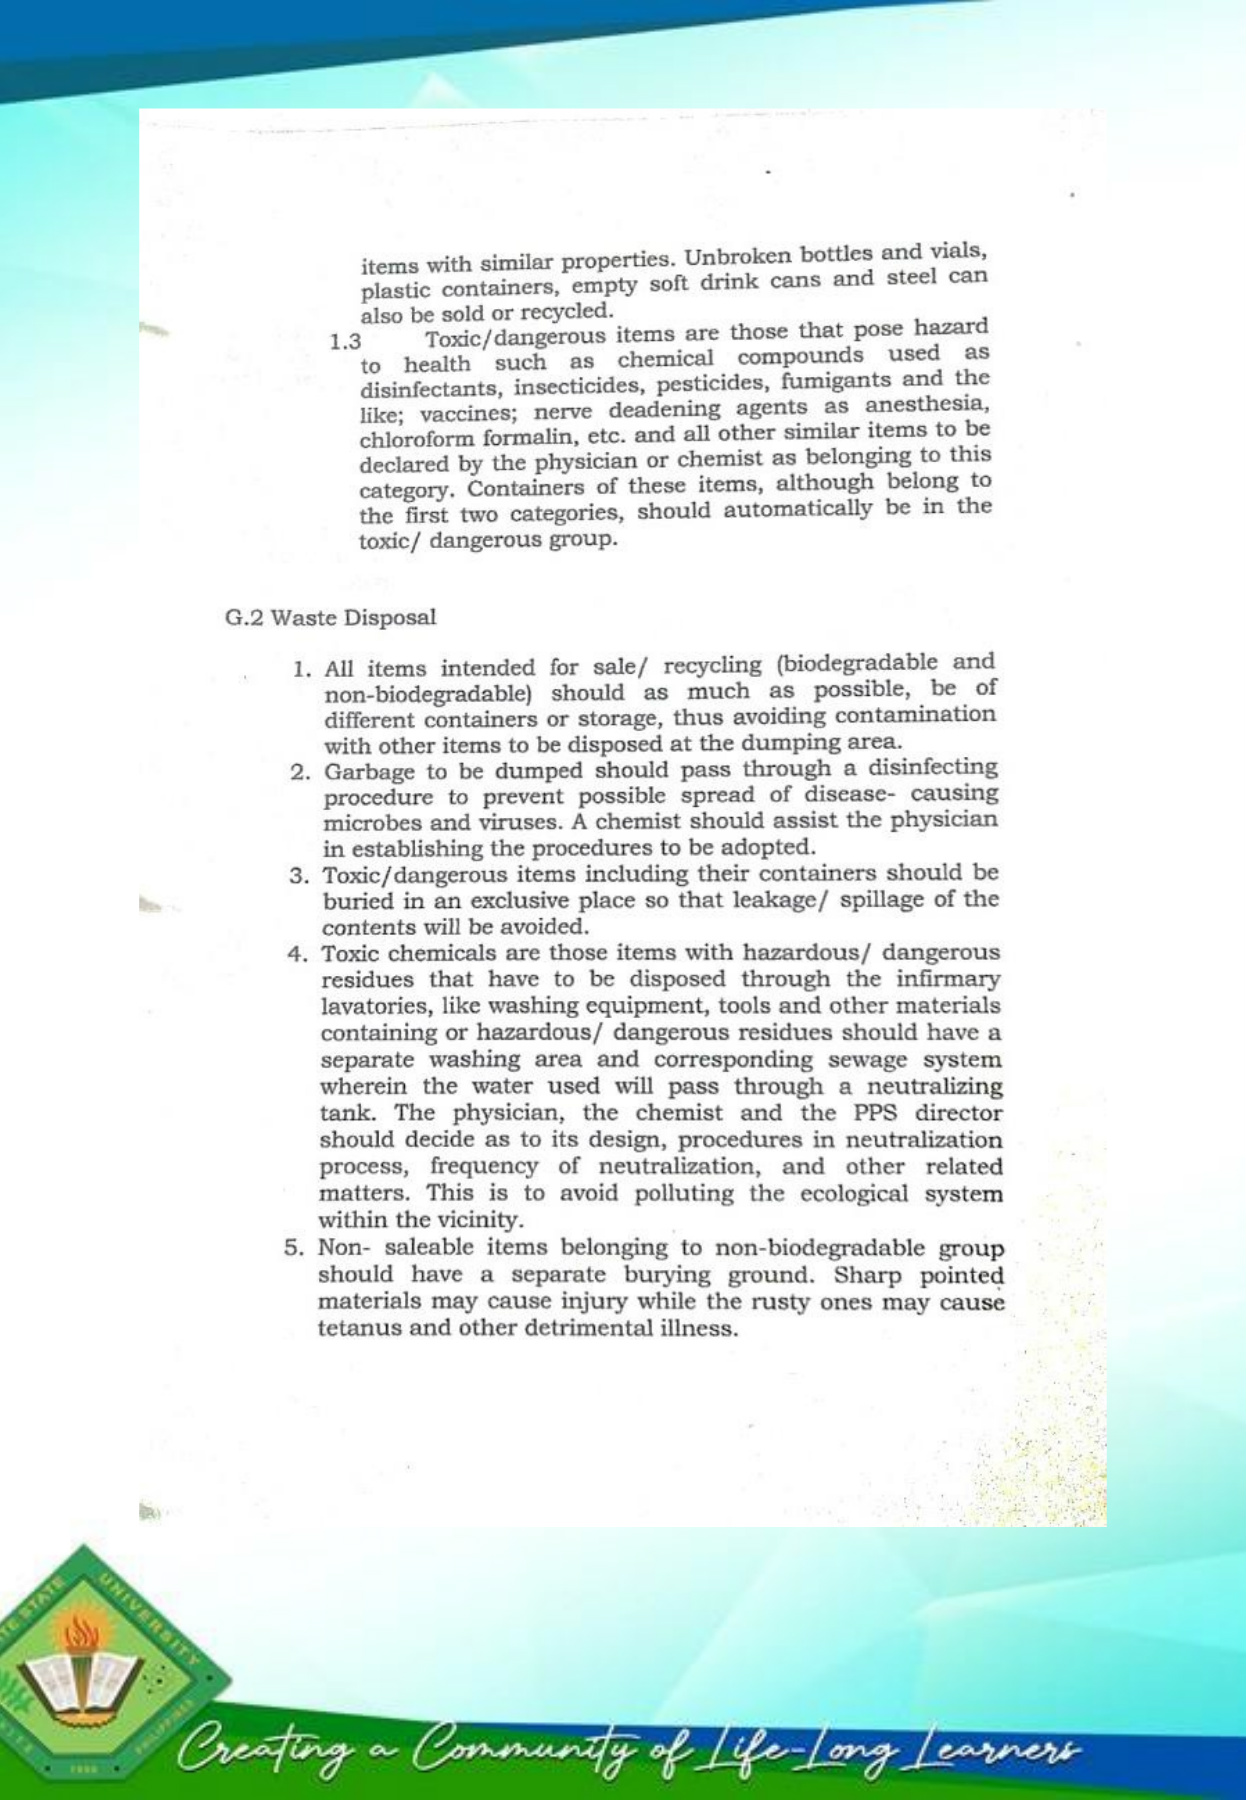 items with similar properties. Unbroken bottles and vials,
plastic containers, empty soft drink cans and steel can
also be sold or recycled.
1.3 Toxic/dangerous items are those that pose hazard
to health such as chemical compounds used as
disinfectants, insecticides, pesticides, fumigants and the
like; vaccines; nerve deadening agents as anesthesia,
chloroform formalin, etc. and all other similar items to be
declared by the physician or chemist as belonging to this
category. Containers of these items, although belong to
the first two categories, should automatically be in the
toxic/ dangerous group.
G.2 Waste Disposal
1. All items intended for sale/ recycling (biodegradable and
non-biodegradable) should as much as possible, be of
different containers or storage, thus avoiding contamination
with other items to be disposed at the dumping area.
2. Garbage to be dumped should pass through a disinfecting
procedure to prevent possible spread of disease- causing
microbes and viruses. A chemist should assist the physician
in establishing the procedures to be adopted.
3. Toxic/dangerous items including their containers should be
buried in an exclusive place so that leakage/ spillage of the
contents will be avoided.
4. Toxic chemicals are those items with hazardous/ dangerous
residues that have to be disposed through the infirmary
lavatories, like washing equipment, tools and other materials
containing or hazardous/ dangerous residues should have a
separate washing area and corresponding sewage system
wherein the water used will pass through a neutralizing
tank. The physician, the chemist and the PPS director
should decide as to its design, procedures in neutralization
process, frequency of neutralization, and other related
matters. This is to avoid polluting the ecological system
within the vicinity.
5. Non- saleable items belonging to non-biodegradable group
should have a separate burying ground. Sharp pointed
materials may cause injury while the rusty ones may cause
tetanus and other detrimental illness.
STATE UNIVERSITY
PHILIPPINES
Creating a Community of Life-Long Learners